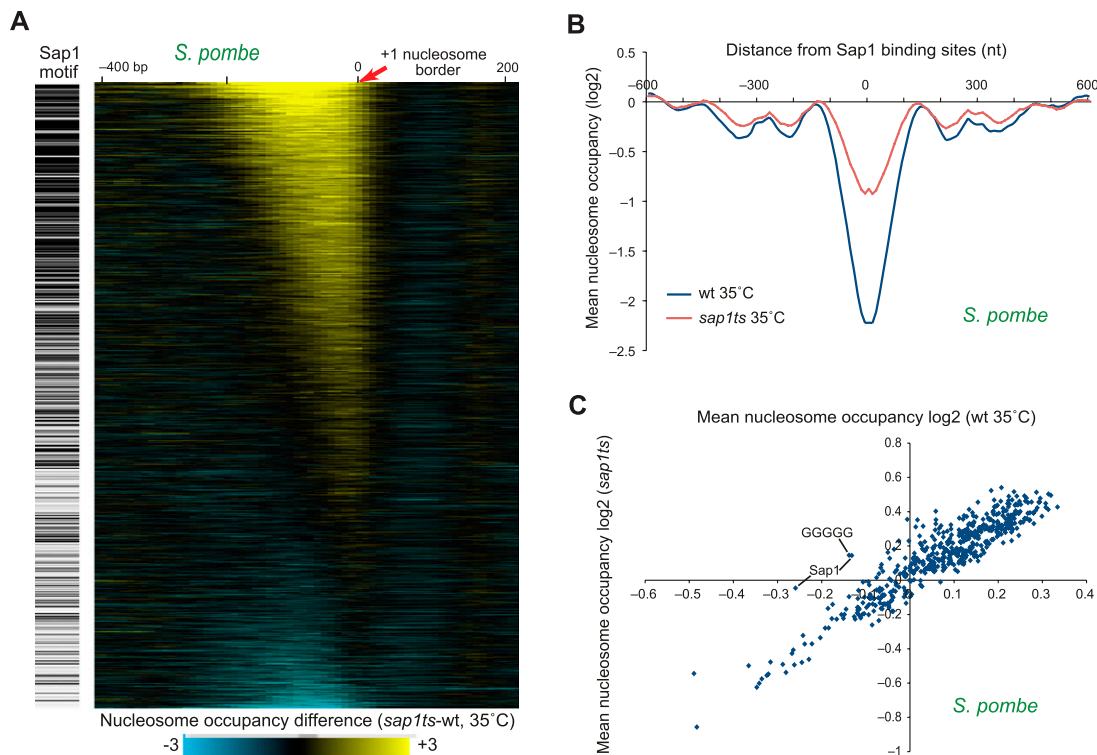 A
Sap1
motif
S. pombe
–400 bp
0
+1 nucleosome
border
200
Nucleosome occupancy difference (sap1ts-wt, 35˚C)
-3
+3
B
Distance from Sap1 binding sites (nt)
Mean nucleosome occupancy (log2)
–600
–300
0
300
600
0.5
0
–0.5
–1
–1.5
–2
–2.5
wt 35˚C
sap1ts 35˚C
S. pombe
C
Mean nucleosome occupancy log2 (wt 35˚C)
Mean nucleosome occupancy log2 (sap1ts)
0.8
0.6
0.4
0.2
0
–0.2
–0.4
–0.6
–0.8
–1
–0.6
–0.5
–0.4
–0.3
–0.2
0.1
0.2
0.3
0.4
GGGGG
Sap1
S. pombe